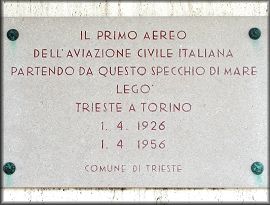 IL PRIMO AEREO
DELL'AVIAZIONE CIVILE ITALIANA
PARTENDO DA QUESTO SPECCHIO DI MARE
LEGO'
TRIESTE A TORINO
1. 4. 1926
1. 4 1956
COMUNE DI TRIESTE